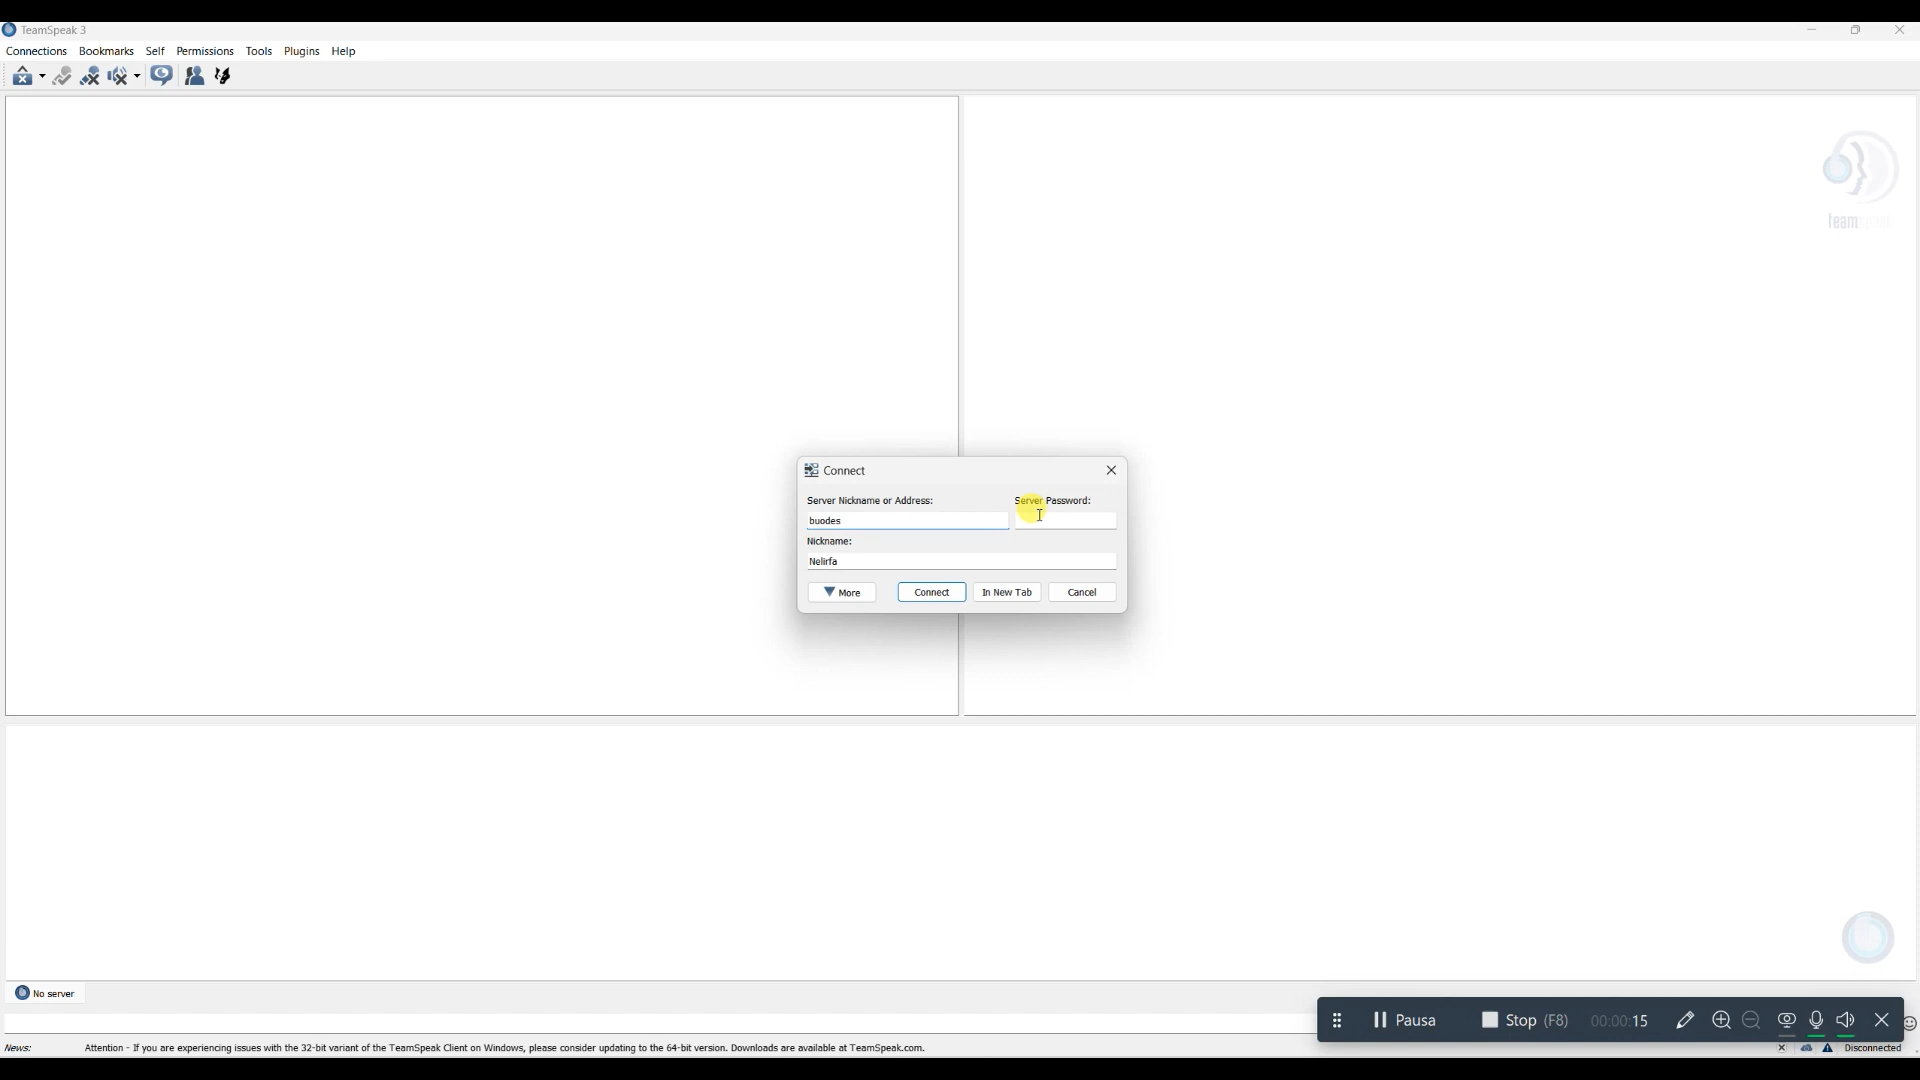 TeamSpeak 3
Connections Bookmarks Self Permissions Tools Plugins Help
teamspeak
Connect
Server Nickname or Address: Server Password:
buodes
Nickname:
Nelirfa
More Connect In New Tab Cancel
No server
Pausa Stop (F8) 00:00:15
News: Attention - If you are experiencing issues with the 32-bit variant of the TeamSpeak Client on Windows, please consider updating to the 64-bit version. Downloads are available at TeamSpeak.com.
Disconnected